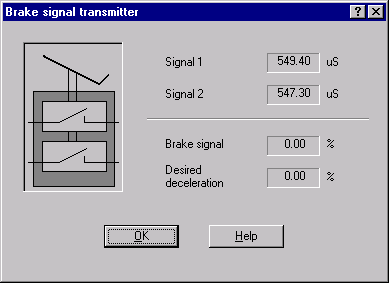 Brake signal transmitter
Signal 1 549.40 uS
Signal 2 547.30 uS
Brake signal 0.00 %
Desired
deceleration 0.00 %
OK Help